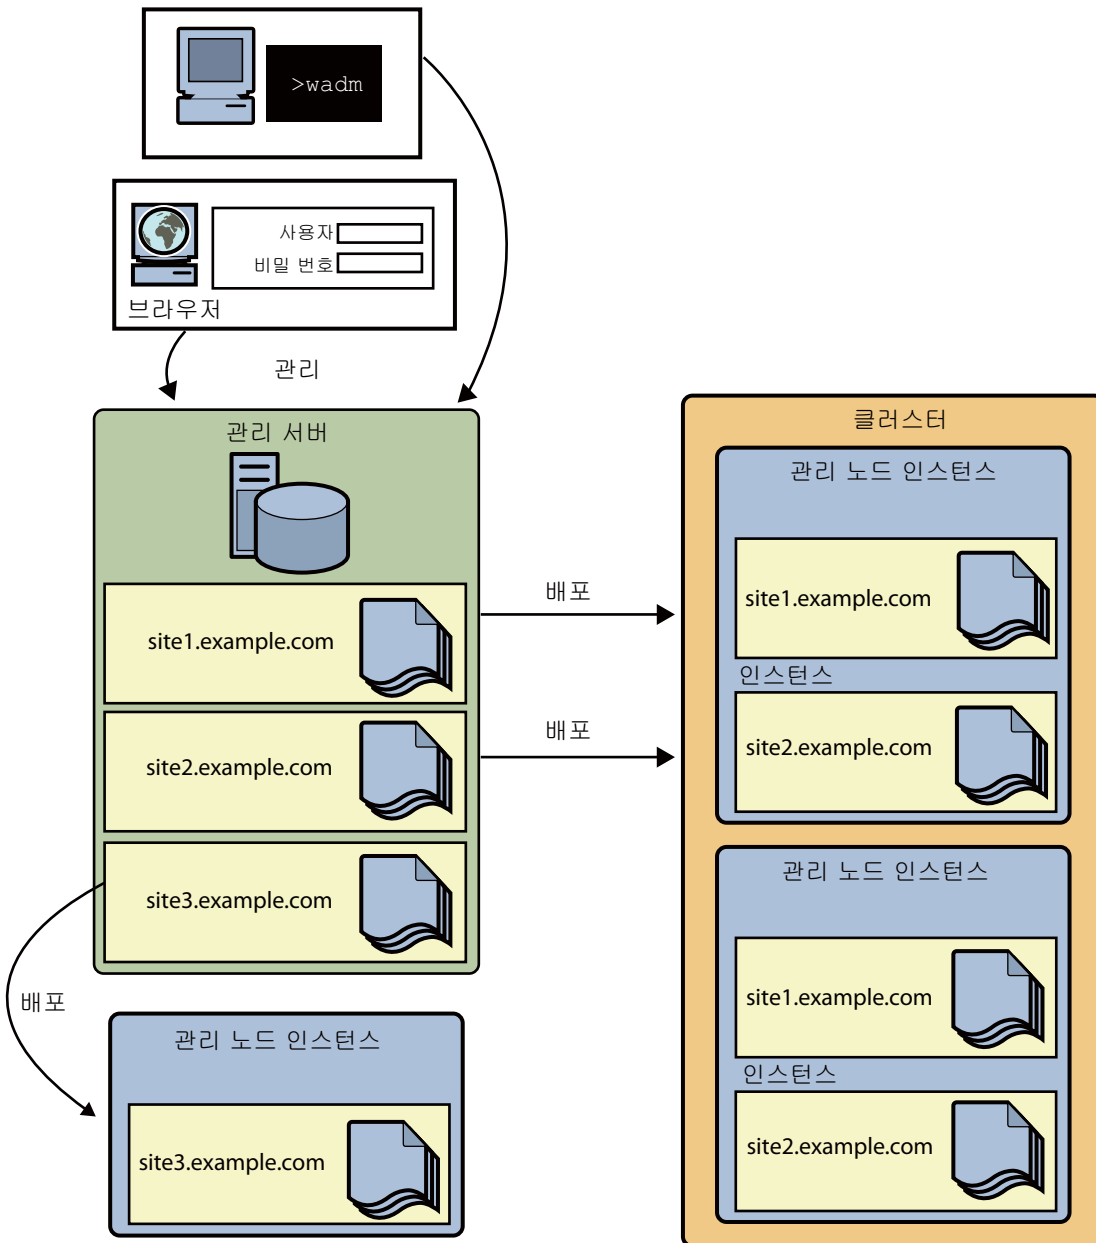 >wadm
사용자
비밀 번호
브라우저
관리
관리 서버
site1.example.com
site2.example.com
site3.example.com
배포
배포
배포
관리 노드 인스턴스
site3.example.com
클러스터
관리 노드 인스턴스
site1.example.com
인스턴스
site2.example.com
관리 노드 인스턴스
site1.example.com
인스턴스
site2.example.com